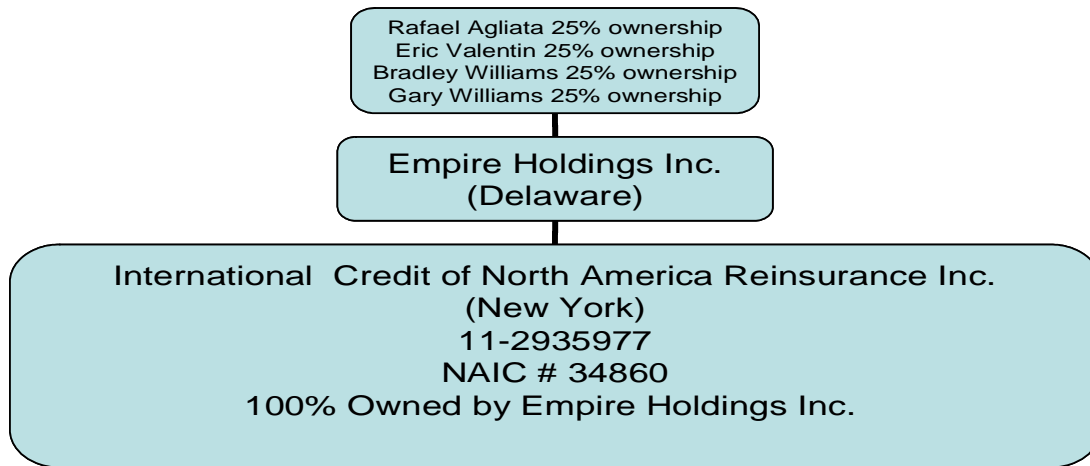 Rafael Agliata 25% ownership
Eric Valentin 25% ownership
Bradley Williams 25% ownership
Gary Williams 25% ownership
Empire Holdings Inc.
(Delaware)
International  Credit of North America Reinsurance Inc.
(New York)
11-2935977
NAIC # 34860
100% Owned by Empire Holdings Inc.